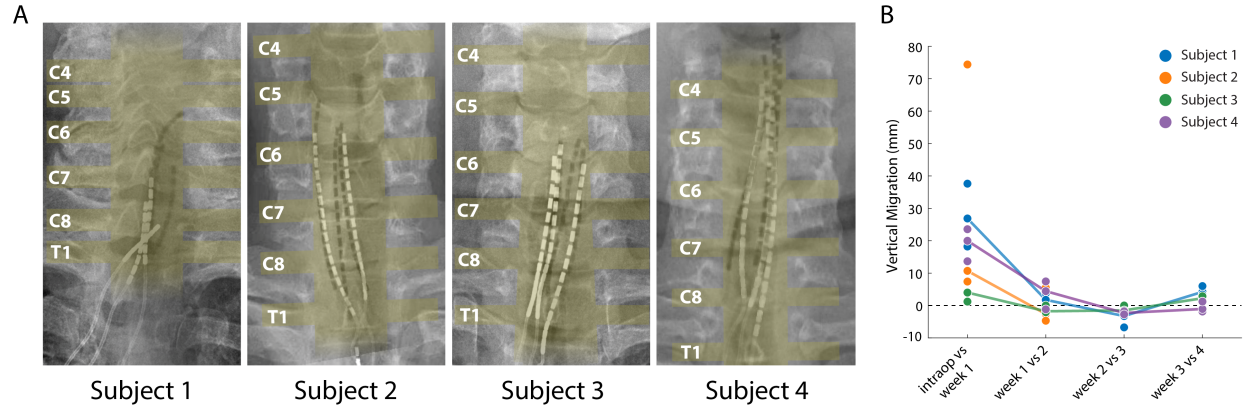 A
C4
C5
C6
C7
C8
T1
Subject 1
C4
C5
C6
C7
C8
T1
Subject 2
C4
C5
C6
C7
C8
T1
Subject 3
C4
C5
C6
C7
C8
T1
Subject 4
B
Vertical Migration (mm)
80
70
60
50
40
30
20
10
0
-10
Subject 1
Subject 2
Subject 3
Subject 4
intraop vs
week 1
week 1 vs 2
week 2 vs 3
week 3 vs 4